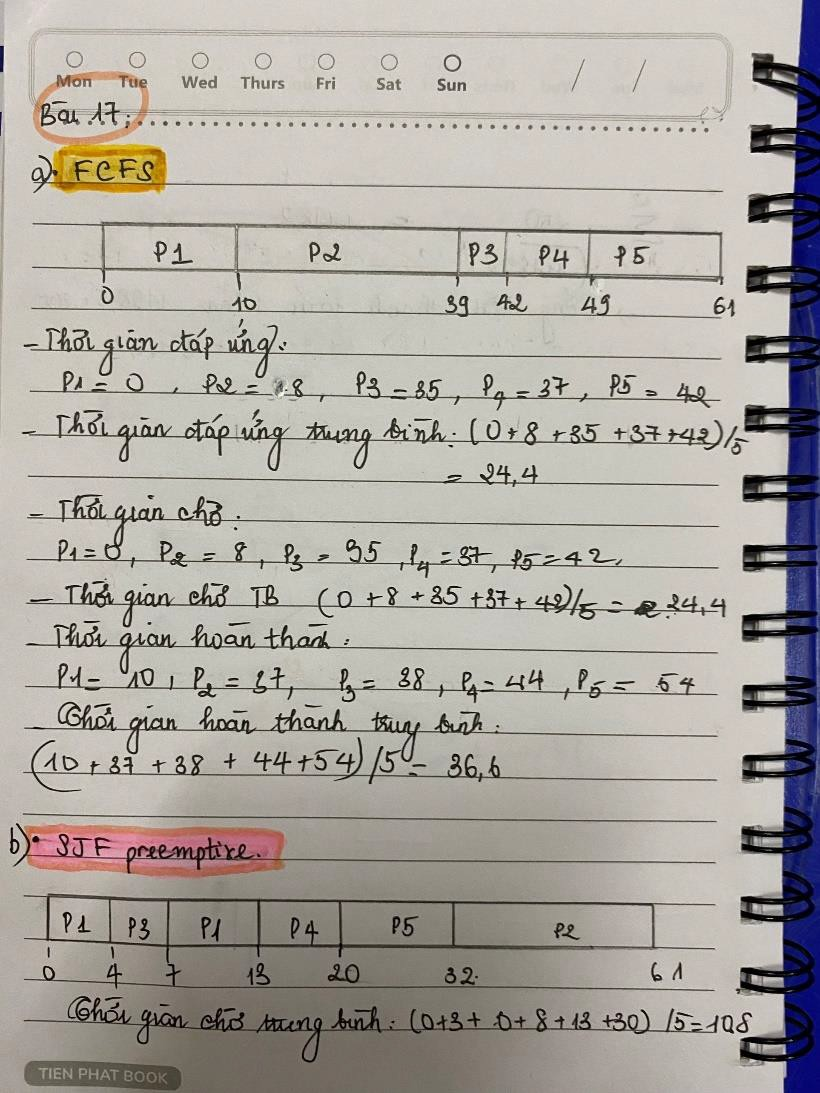 Mon Tue Wed Thurs Fri Sat Sun / /
Bài 17:
a). FCFS
P1 P2 P3 P4 P5
0 10 39 42 49 61
- Thời gian đáp ứng:
P1 = 0, P2 = 8, P3 = 35, P4 = 37, P5 = 42
- Thời gian đáp ứng trung bình: (0+8+35+37+42)/5
= 24,4
- Thời gian chờ:
P1=0, P2 = 8, P3 = 35, P4=37, P5=42.
- Thời gian chờ TB (0+8+35+37+42)/5 = 24,4
- Thời gian hoàn thành:
P1= 10, P2 = 37, P3 = 38, P4= 44, P5 = 54
- Thời gian hoàn thành trung bình:
(10+37+38+44+54)/5= 36,6
b). SJF preemptive.
P1 P3 P1 P4 P5 P2
0 4 7 13 20 32. 61
Thời gian chờ trung bình: (0+3+0+8+13+30) /5=10,8
TIEN PHAT BOOK